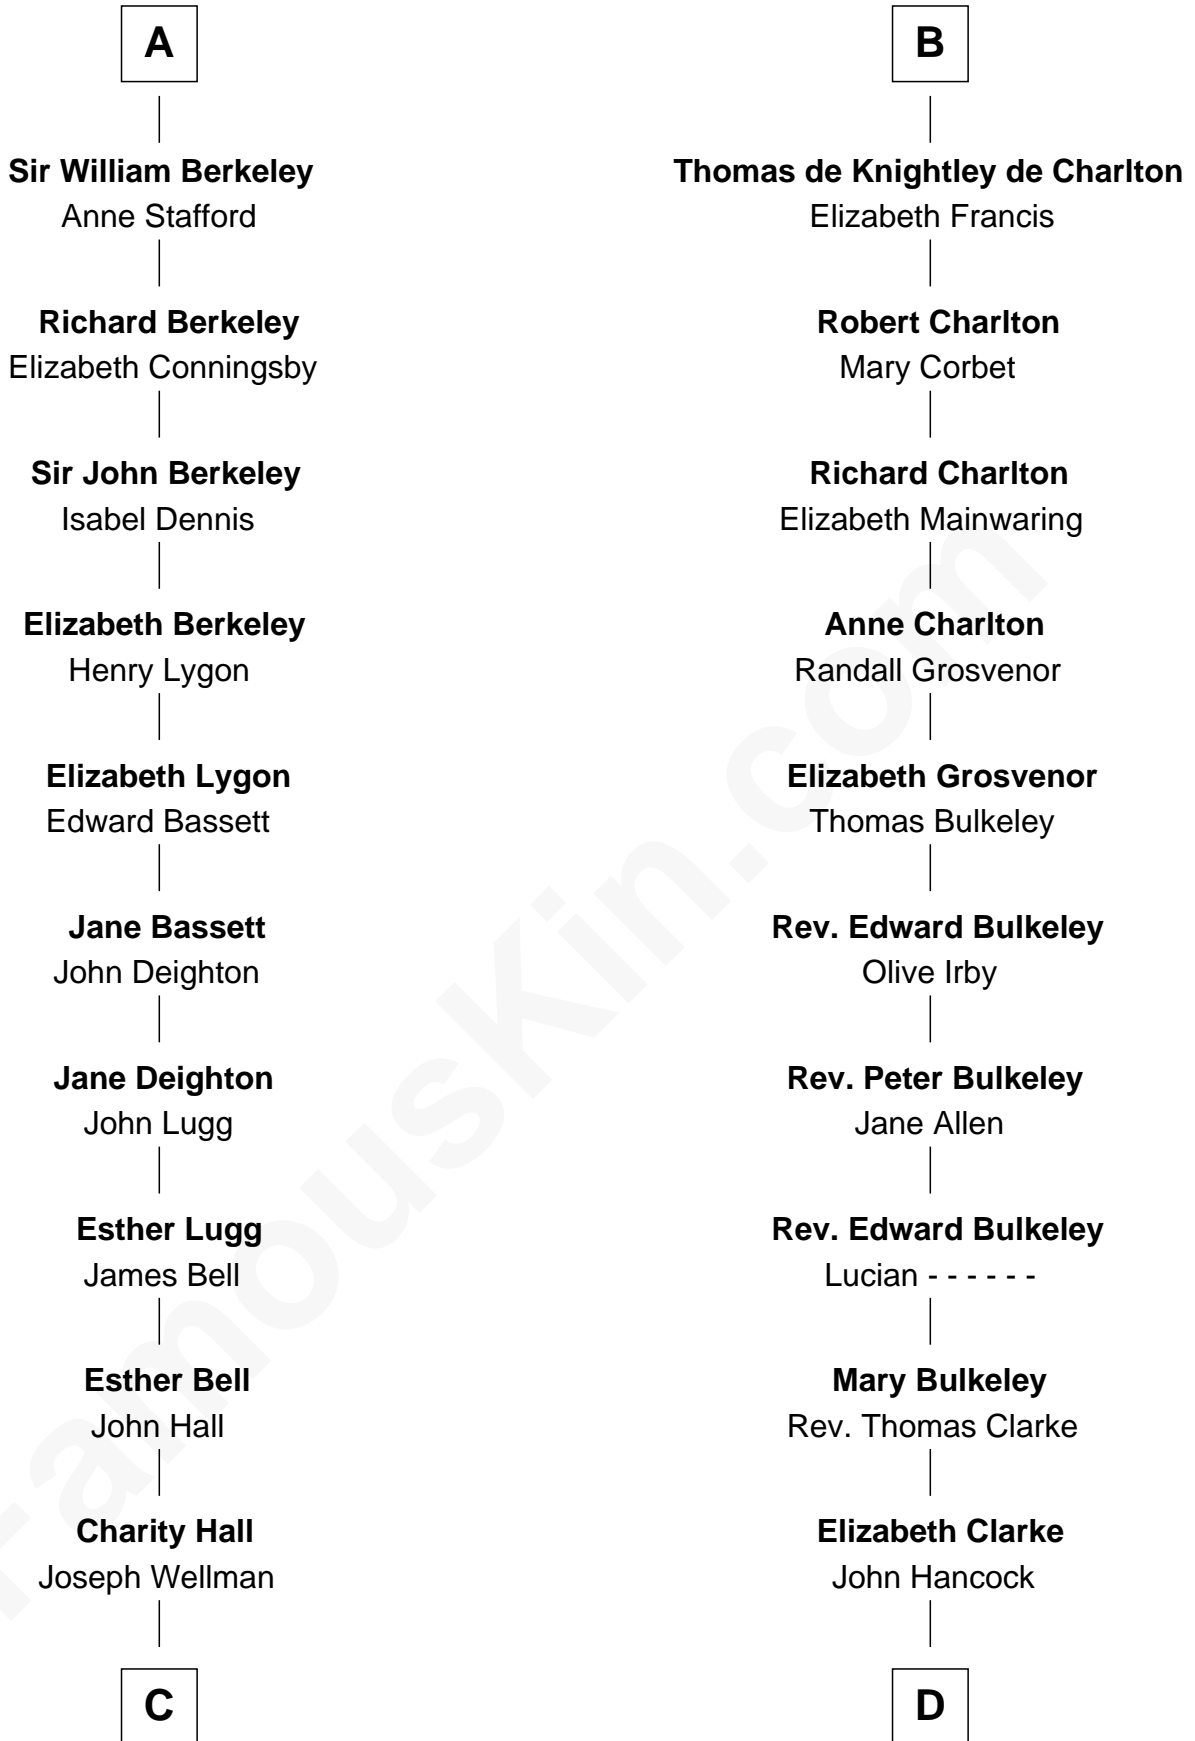 A
Sir William Berkeley
Anne Stafford
Richard Berkeley
Elizabeth Conningsby
Sir John Berkeley
Isabel Dennis
Elizabeth Berkeley
Henry Lygon
Elizabeth Lygon
Edward Bassett
Jane Bassett
John Deighton
Jane Deighton
John Lugg
Esther Lugg
James Bell
Esther Bell
John Hall
Charity Hall
Joseph Wellman
C
B
Thomas de Knightley de Charlton
Elizabeth Francis
Robert Charlton
Mary Corbet
Richard Charlton
Elizabeth Mainwaring
Anne Charlton
Randall Grosvenor
Elizabeth Grosvenor
Thomas Bulkeley
Rev. Edward Bulkeley
Olive Irby
Rev. Peter Bulkeley
Jane Allen
Rev. Edward Bulkeley
Lucian - - - - - -
Mary Bulkeley
Rev. Thomas Clarke
Elizabeth Clarke
John Hancock
D
FamousKin.com